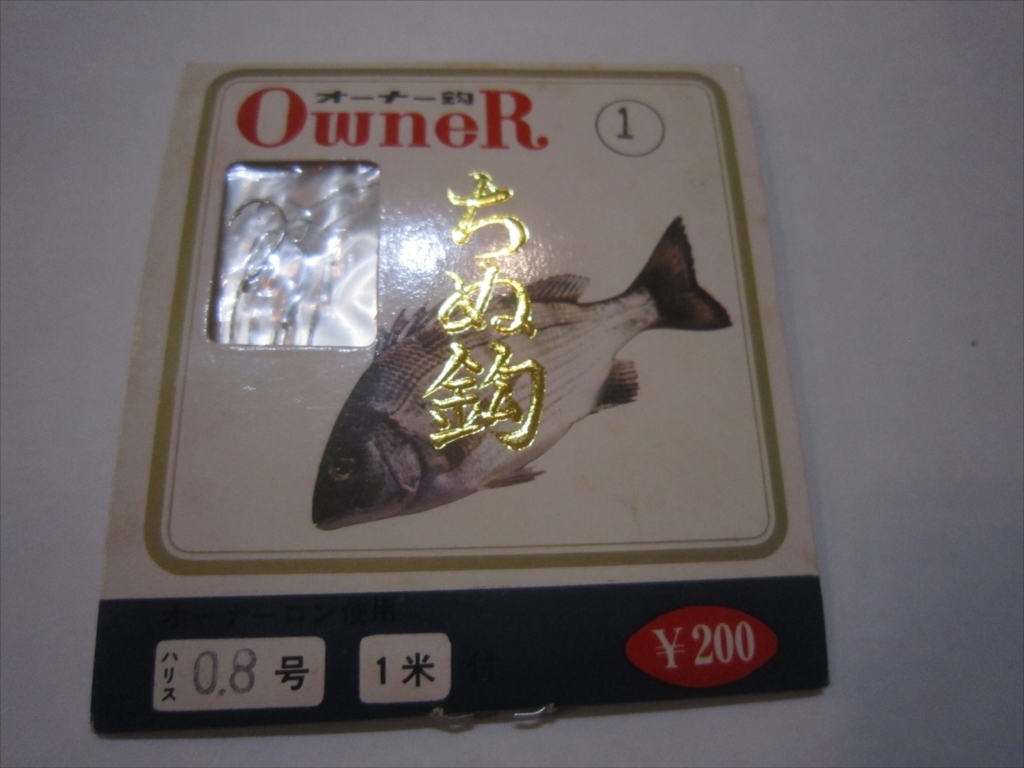 オーナー鈎
OwneR
1
ちぬ鈎
オーナーロン使用
ハリス 0.8号
1米付
¥200